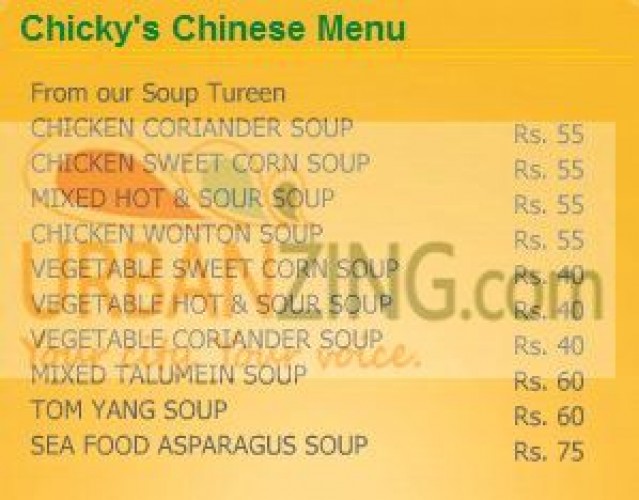 Chicky's Chinese Menu
From our Soup Tureen
CHICKEN CORIANDER SOUP Rs. 55
CHICKEN SWEET CORN SOUP Rs. 55
MIXED HOT & SOUR SOUP Rs. 55
CHICKEN WONTON SOUP Rs. 55
VEGETABLE SWEET CORN SOUP Rs. 40
VEGETABLE HOT & SOUR SOUP Rs. 40
VEGETABLE CORIANDER SOUP Rs. 40
MIXED TALUMEIN SOUP Rs. 60
TOM YANG SOUP Rs. 60
SEA FOOD ASPARAGUS SOUP Rs. 75
URBANZING.com
Your city. Your voice.